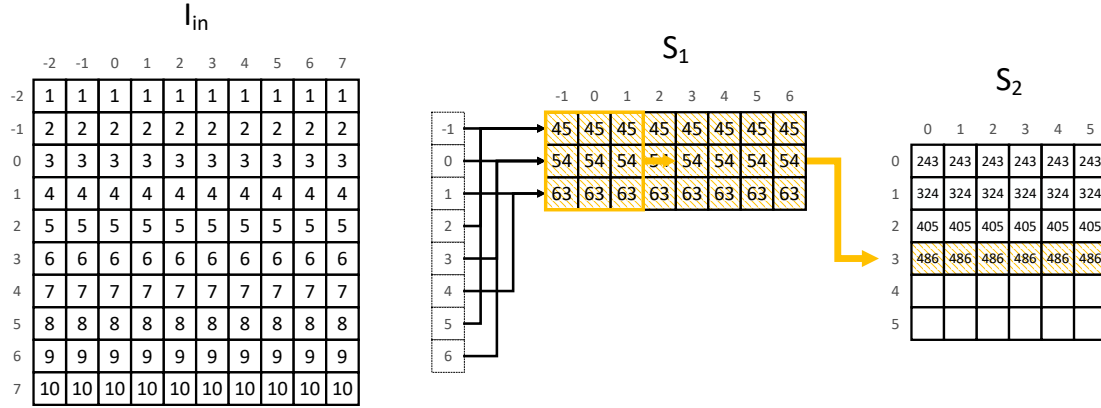 I_in
-2 -1 0 1 2 3 4 5 6 7
-2 1 1 1 1 1 1 1 1 1 1
-1 2 2 2 2 2 2 2 2 2 2
0 3 3 3 3 3 3 3 3 3 3
1 4 4 4 4 4 4 4 4 4 4
2 5 5 5 5 5 5 5 5 5 5
3 6 6 6 6 6 6 6 6 6 6
4 7 7 7 7 7 7 7 7 7 7
5 8 8 8 8 8 8 8 8 8 8
6 9 9 9 9 9 9 9 9 9 9
7 10 10 10 10 10 10 10 10 10 10
-1
0
1
2
3
4
5
6
S_1
-1 0 1 2 3 4 5 6
45 45 45 45 45 45 45 45
54 54 54 54 54 54 54 54
63 63 63 63 63 63 63 63
S_2
0 1 2 3 4 5
0 243 243 243 243 243 243
1 324 324 324 324 324 324
2 405 405 405 405 405 405
3 486 486 486 486 486 486
4
5